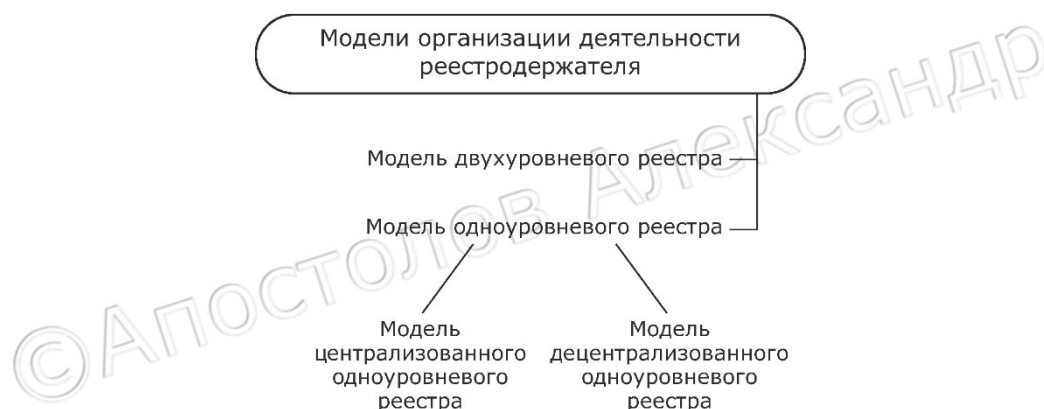 Модели организации деятельности
реестродержателя
Модель двухуровневого реестра
Модель одноуровневого реестра
Модель
централизованного
одноуровневого
реестра
Модель
децентрализованного
одноуровневого
реестра
©Апостолов Александр